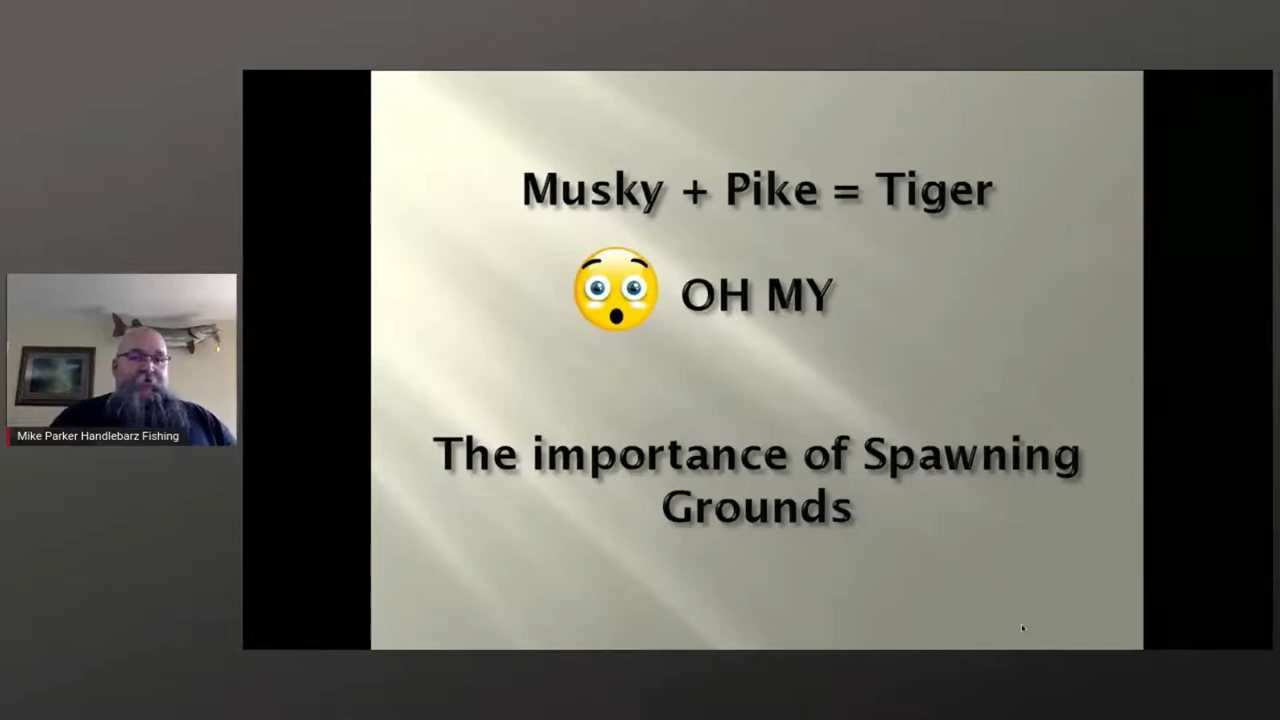 Musky + Pike = Tiger
OH MY
The importance of Spawning
Grounds
Mike Parker Handlebarz Fishing